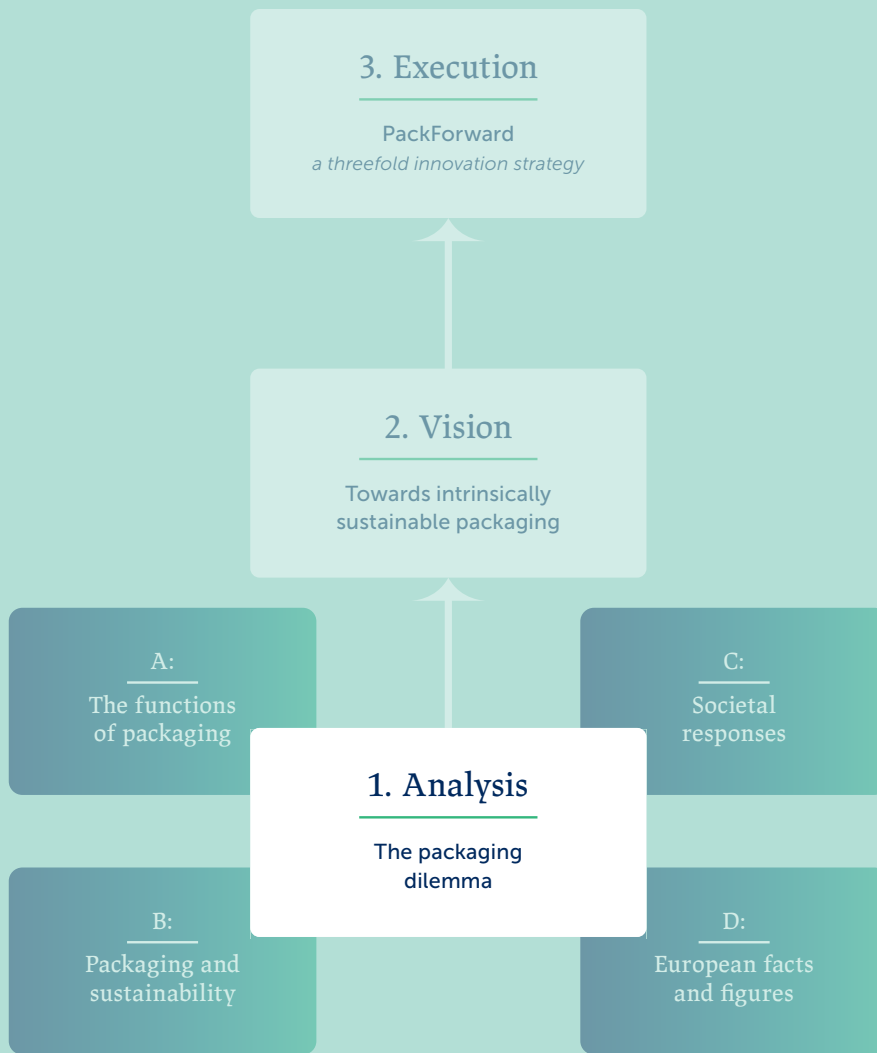 3. Execution
PackForward
a threefold innovation strategy
2. Vision
Towards intrinsically
sustainable packaging
A:
The functions
of packaging
C:
Societal
responses
1. Analysis
The packaging
dilemma
B:
Packaging and
sustainability
D:
European facts
and figures